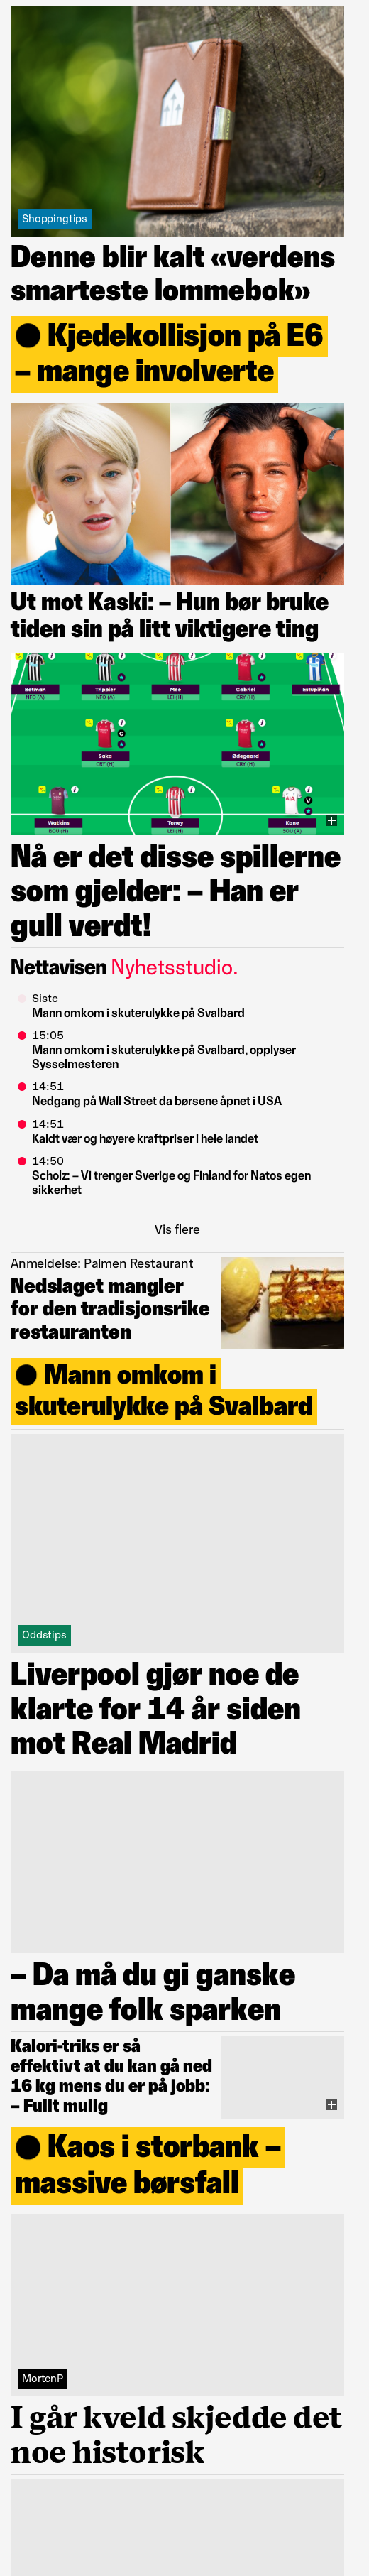 Shoppingtips
Denne blir kalt «verdens
smarteste lommebok»
Kjedekollisjon på E6
– mange involverte
Ut mot Kaski: – Hun bør bruke
tiden sin på litt viktigere ting
Botman Trippier Mee Gabriel Estupiñán
NFO (A) NFO (A) LEI (H) CRY (H)
Saka Ødegaard
CRY (H) CRY (H)
Watkins Toney Kane
BOU (H) LEI (H) SOU (A)
Nå er det disse spillerne
som gjelder: – Han er
gull verdt!
Nettavisen Nyhetsstudio.
Siste
Mann omkom i skuterulykke på Svalbard
15:05
Mann omkom i skuterulykke på Svalbard, opplyser
Sysselmesteren
14:51
Nedgang på Wall Street da børsene åpnet i USA
14:51
Kaldt vær og høyere kraftpriser i hele landet
14:50
Scholz: – Vi trenger Sverige og Finland for Natos egen
sikkerhet
Vis flere
Anmeldelse: Palmen Restaurant
Nedslaget mangler
for den tradisjonsrike
restauranten
Mann omkom i
skuterulykke på Svalbard
Oddstips
Liverpool gjør noe de
klarte for 14 år siden
mot Real Madrid
– Da må du gi ganske
mange folk sparken
Kalori-triks er så
effektivt at du kan gå ned
16 kg mens du er på jobb:
– Fullt mulig
Kaos i storbank –
massive børsfall
MortenP
I går kveld skjedde det
noe historisk